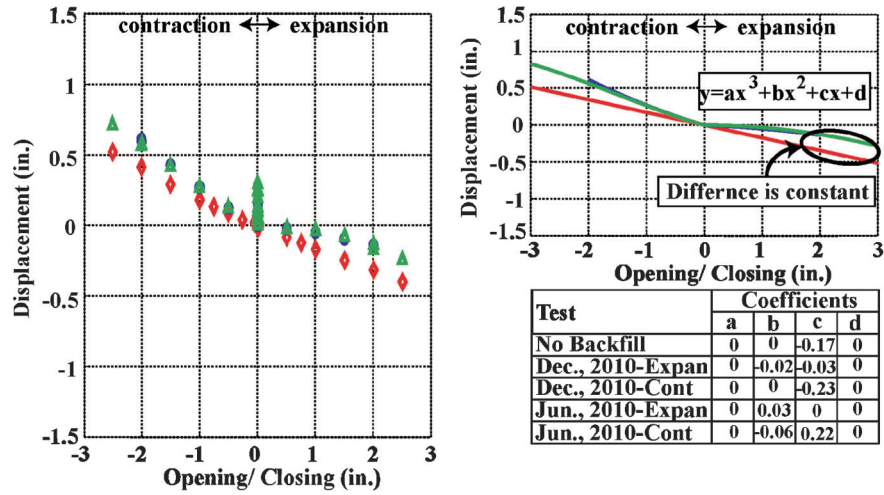 contraction ↔ expansion
Displacement (in.)
1.5
1
0.5
0
-0.5
-1
-1.5
-3 -2 -1 0 1 2 3
Opening/ Closing (in.)
contraction ↔ expansion
Displacement (in.)
1.5
1
0.5
0
-0.5
-1
-1.5
y=ax³+bx²+cx+d
Differnce is constant
-3 -2 -1 0 1 2 3
Opening/ Closing (in.)
Test Coefficients
a b c d
No Backfill 0 0 -0.17 0
Dec., 2010-Expan 0 -0.02 -0.03 0
Dec., 2010-Cont 0 0 -0.23 0
Jun., 2010-Expan 0 0.03 0 0
Jun., 2010-Cont 0 -0.06 0.22 0